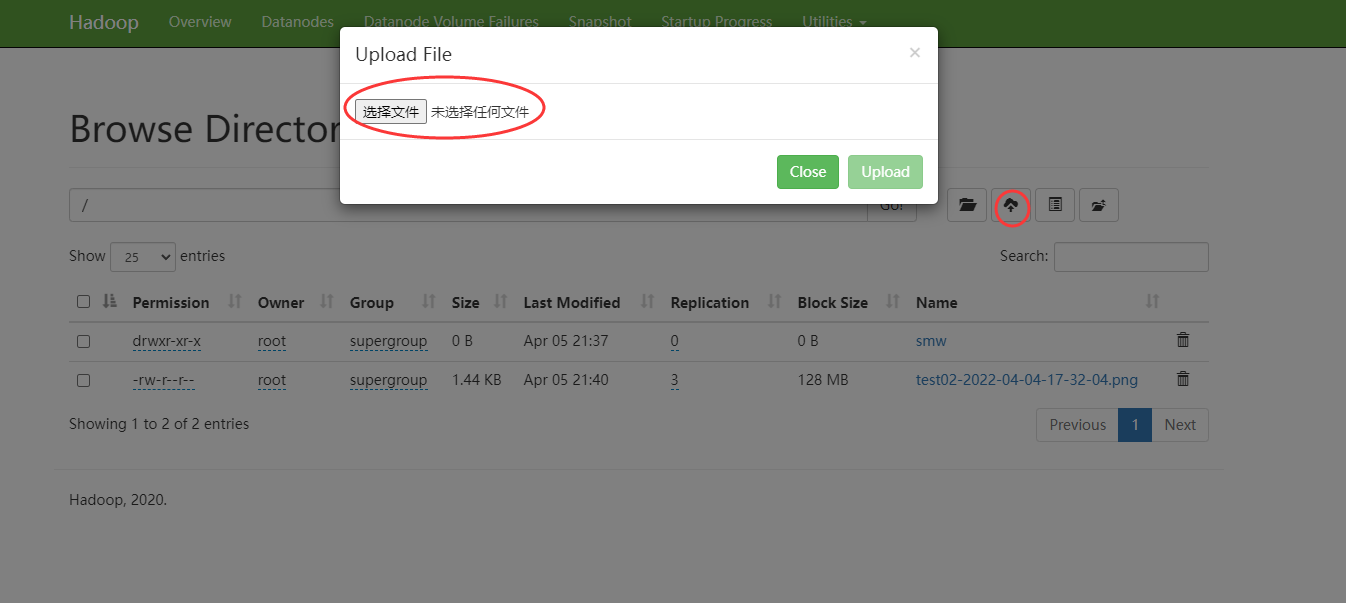 Hadoop Overview Datanodes Datanode Volume Failures Snapshot Startup Progress Utilities
Upload File ×
选择文件 未选择任何文件
Close Upload
Browse Director
/ Go!
Show 25 entries Search:
Permission Owner Group Size Last Modified Replication Block Size Name
drwxr-xr-x root supergroup 0 B Apr 05 21:37 0 0 B smw
-rw-r--r-- root supergroup 1.44 KB Apr 05 21:40 3 128 MB test02-2022-04-04-17-32-04.png
Showing 1 to 2 of 2 entries Previous 1 Next
Hadoop, 2020.